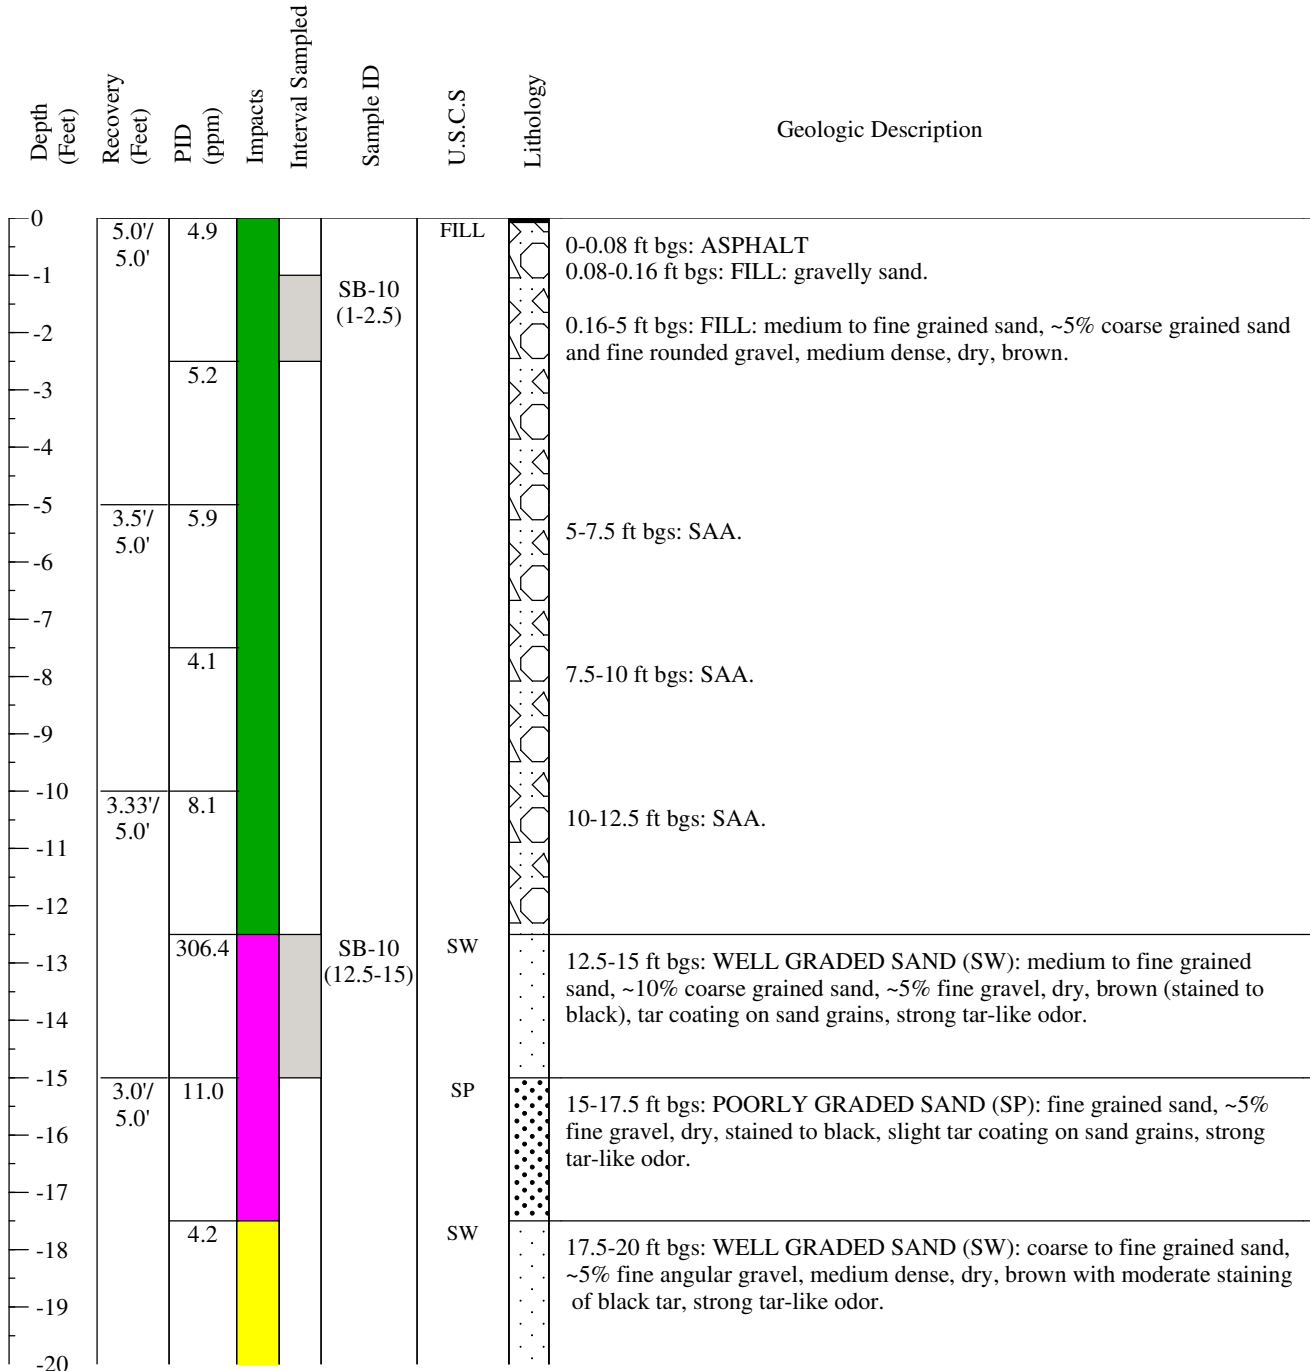 Depth
(Feet)
Recovery
(Feet)
PID
(ppm)
Impacts
Interval Sampled
Sample ID
U.S.C.S
Lithology
Geologic Description
0
5.0'/
5.0'
4.9
FILL
0-0.08 ft bgs: ASPHALT
0.08-0.16 ft bgs: FILL: gravelly sand.
-1
SB-10
(1-2.5)
0.16-5 ft bgs: FILL: medium to fine grained sand, ~5% coarse grained sand
and fine rounded gravel, medium dense, dry, brown.
-2
5.2
-3
-4
-5
3.5'/
5.0'
5.9
5-7.5 ft bgs: SAA.
-6
-7
4.1
7.5-10 ft bgs: SAA.
-8
-9
-10
3.33'/
5.0'
8.1
10-12.5 ft bgs: SAA.
-11
-12
306.4
SB-10
(12.5-15)
SW
-13
12.5-15 ft bgs: WELL GRADED SAND (SW): medium to fine grained
sand, ~10% coarse grained sand, ~5% fine gravel, dry, brown (stained to
black), tar coating on sand grains, strong tar-like odor.
-14
-15
3.0'/
5.0'
11.0
SP
15-17.5 ft bgs: POORLY GRADED SAND (SP): fine grained sand, ~5%
fine gravel, dry, stained to black, slight tar coating on sand grains, strong
tar-like odor.
-16
-17
4.2
SW
-18
17.5-20 ft bgs: WELL GRADED SAND (SW): coarse to fine grained sand,
~5% fine angular gravel, medium dense, dry, brown with moderate staining
of black tar, strong tar-like odor.
-19
-20